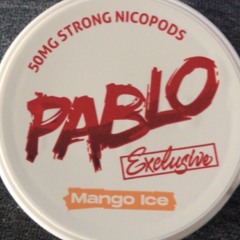 50MG STRONG NICOPODS
PABLO
Exclusive
Mango Ice